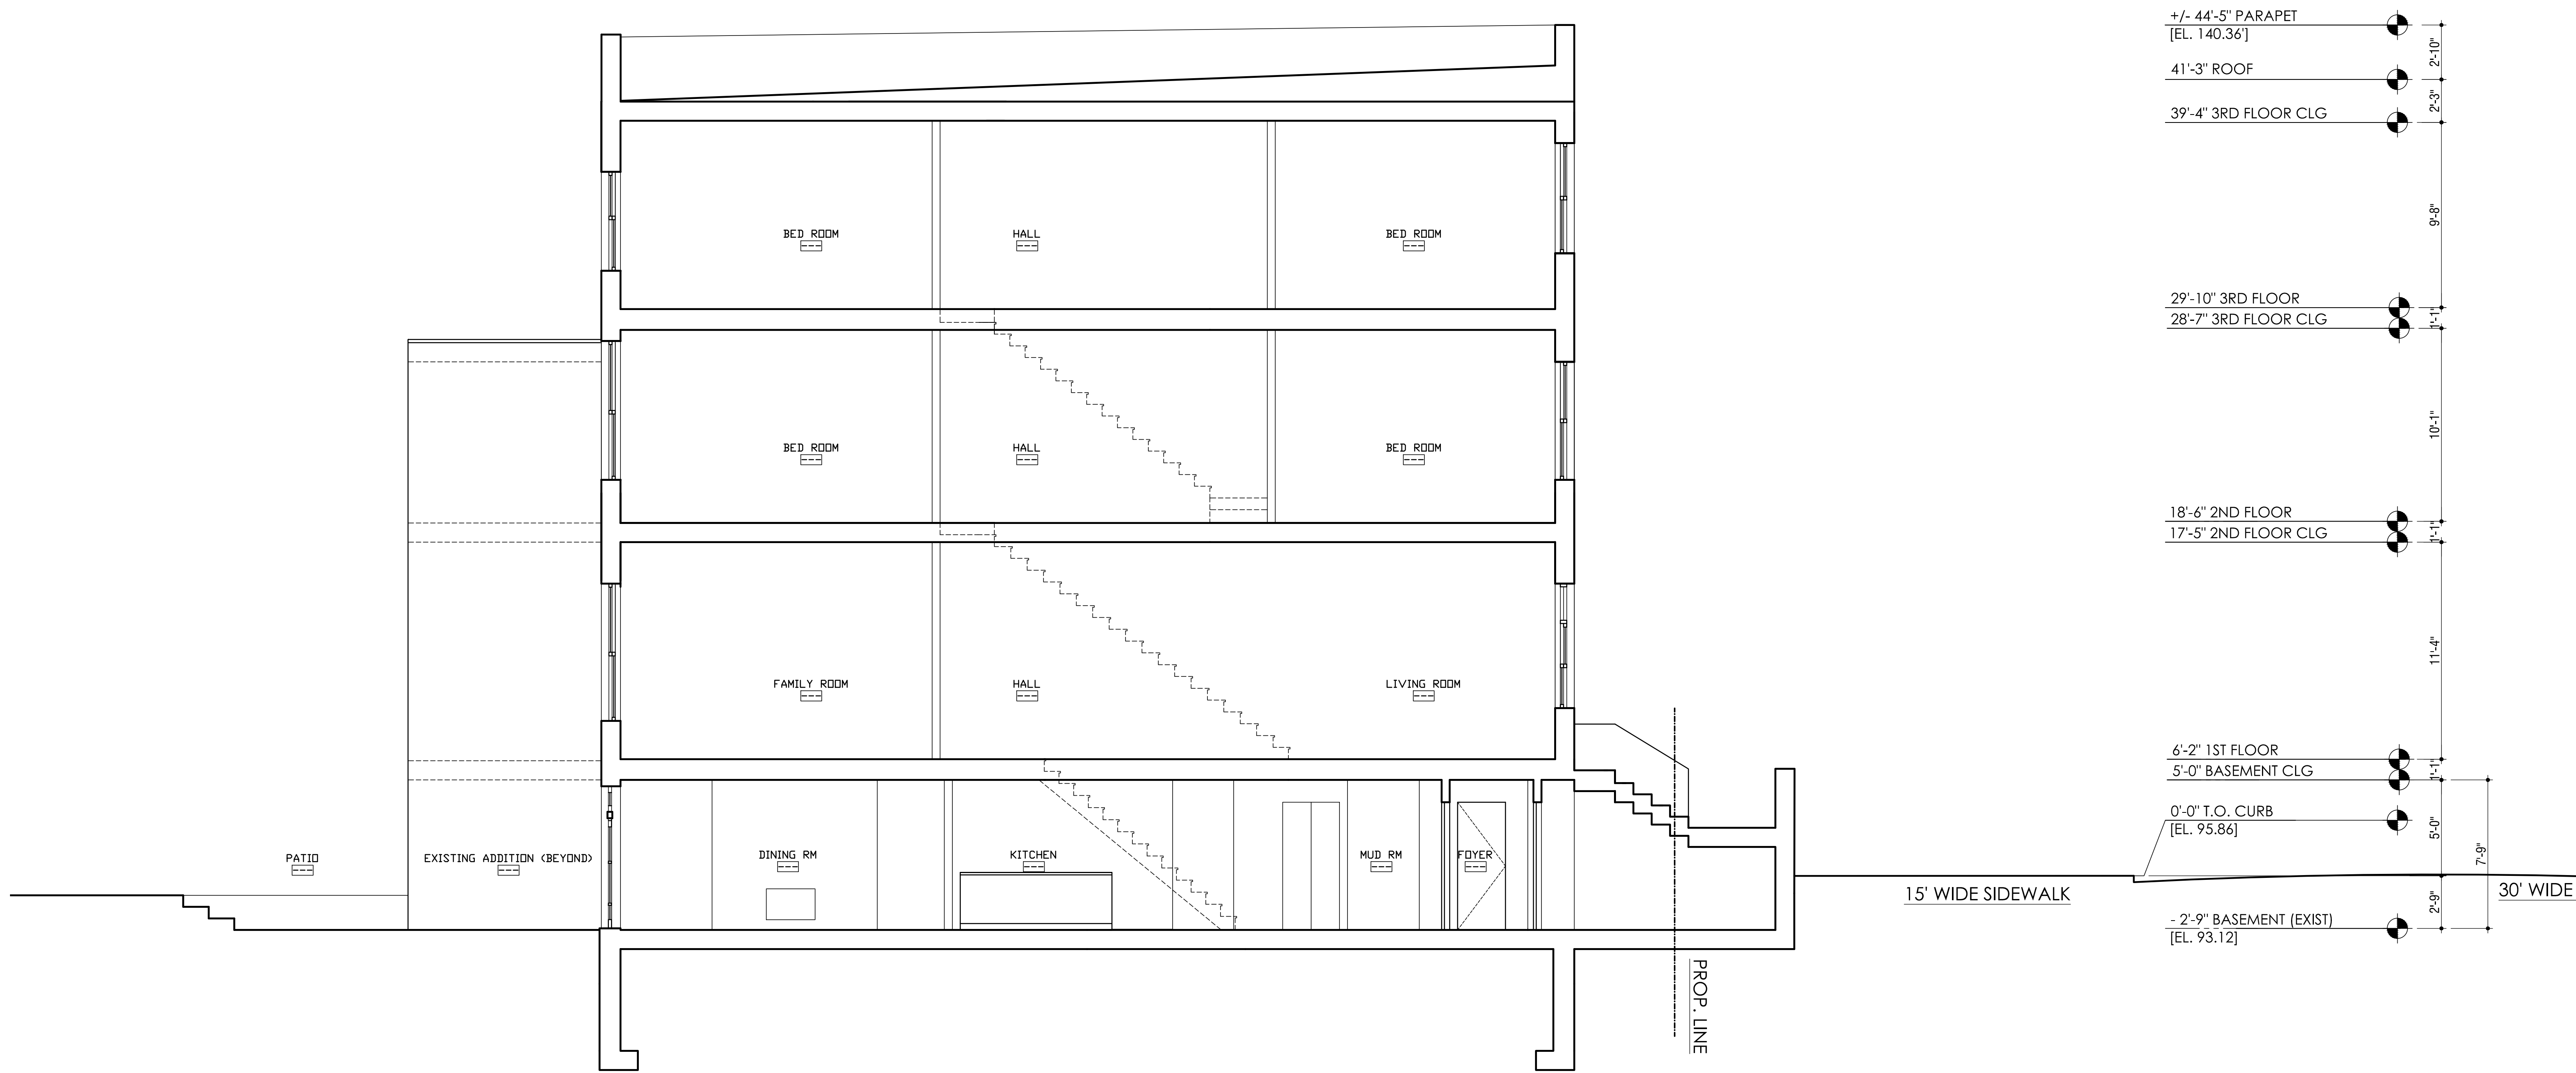 +/- 44'-5" PARAPET
[EL. 140.36']
2'-10"
41'-3" ROOF
2'-3"
39'-4" 3RD FLOOR CLG
9'-8"
BED ROOM
---
HALL
---
BED ROOM
---
29'-10" 3RD FLOOR
1'-1"
28'-7" 3RD FLOOR CLG
10'-1"
BED ROOM
---
HALL
---
BED ROOM
---
18'-6" 2ND FLOOR
1'-1"
17'-5" 2ND FLOOR CLG
11'-4"
FAMILY ROOM
---
HALL
---
LIVING ROOM
---
6'-2" 1ST FLOOR
1'-1"
5'-0" BASEMENT CLG
0'-0" T.O. CURB
[EL. 95.86]
5'-0"
7'-9"
PATIO
---
EXISTING ADDITION (BEYOND)
---
DINING RM
---
KITCHEN
---
MUD RM
---
FOYER
---
15' WIDE SIDEWALK
30' WIDE
2'-9"
- 2'-9" BASEMENT (EXIST)
[EL. 93.12]
PROP. LINE